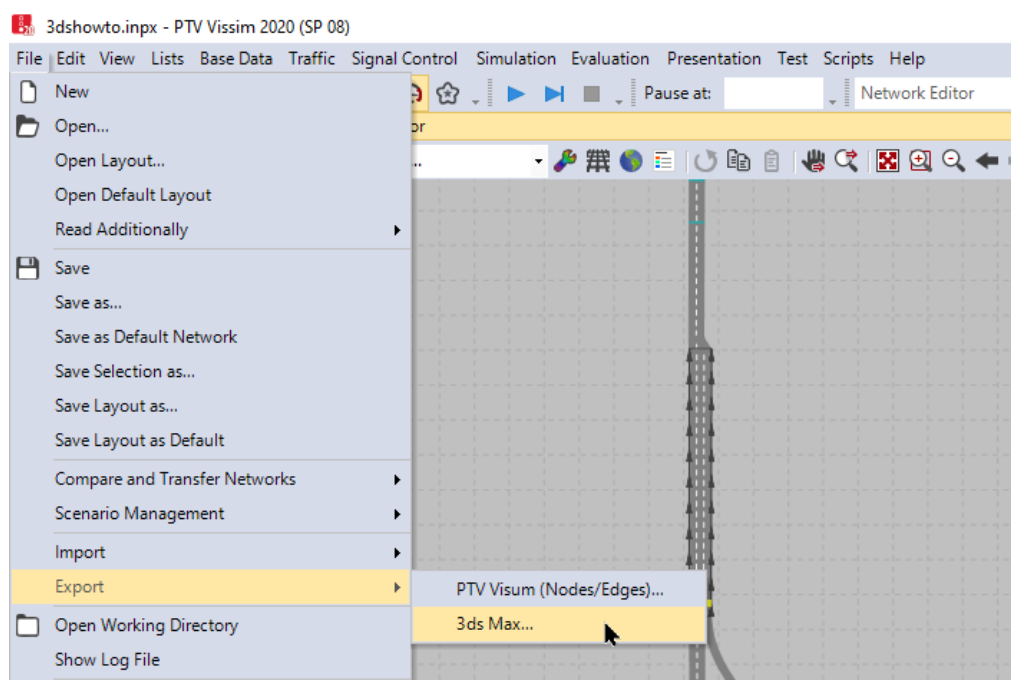 3dshowto.inpx - PTV Vissim 2020 (SP 08)
File Edit View Lists Base Data Traffic Signal Control Simulation Evaluation Presentation Test Scripts Help
New
Pause at:
Network Editor
Open...
or
Open Layout...
...
Open Default Layout
Read Additionally
Save
Save as...
Save as Default Network
Save Selection as...
Save Layout as...
Save Layout as Default
Compare and Transfer Networks
Scenario Management
Import
Export
PTV Visum (Nodes/Edges)...
3ds Max...
Open Working Directory
Show Log File